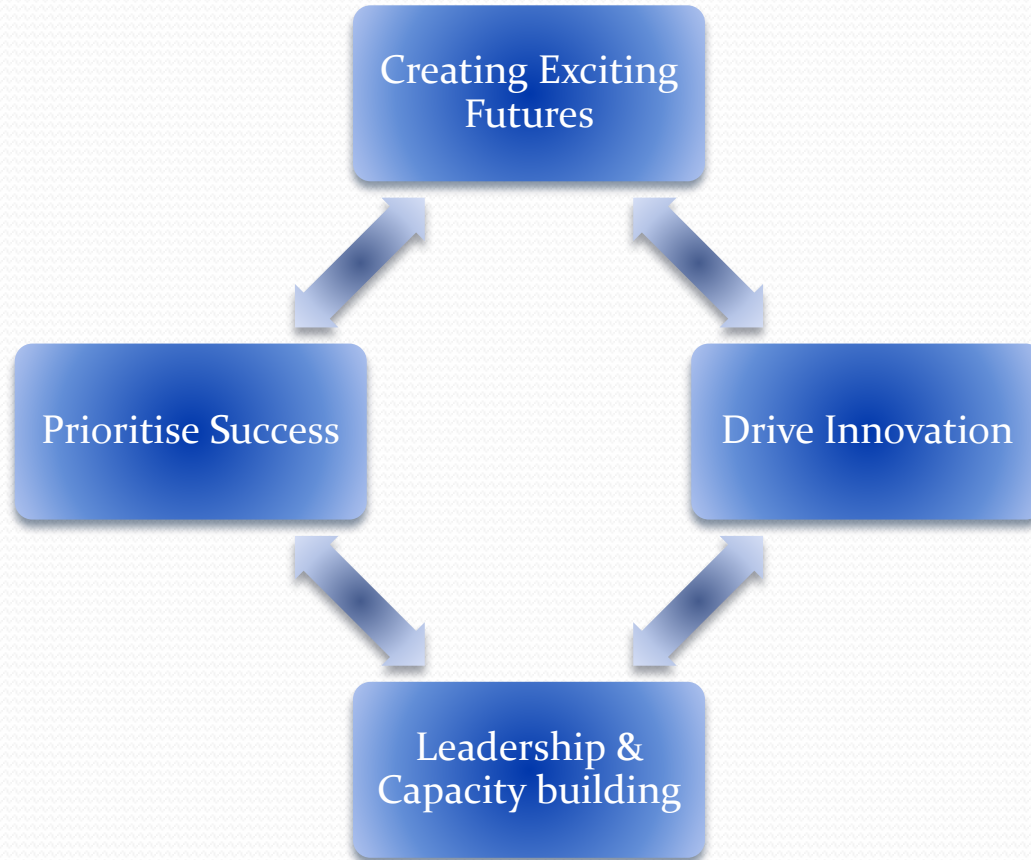 Creating Exciting
Futures
Prioritise Success
Drive Innovation
Leadership &
Capacity building